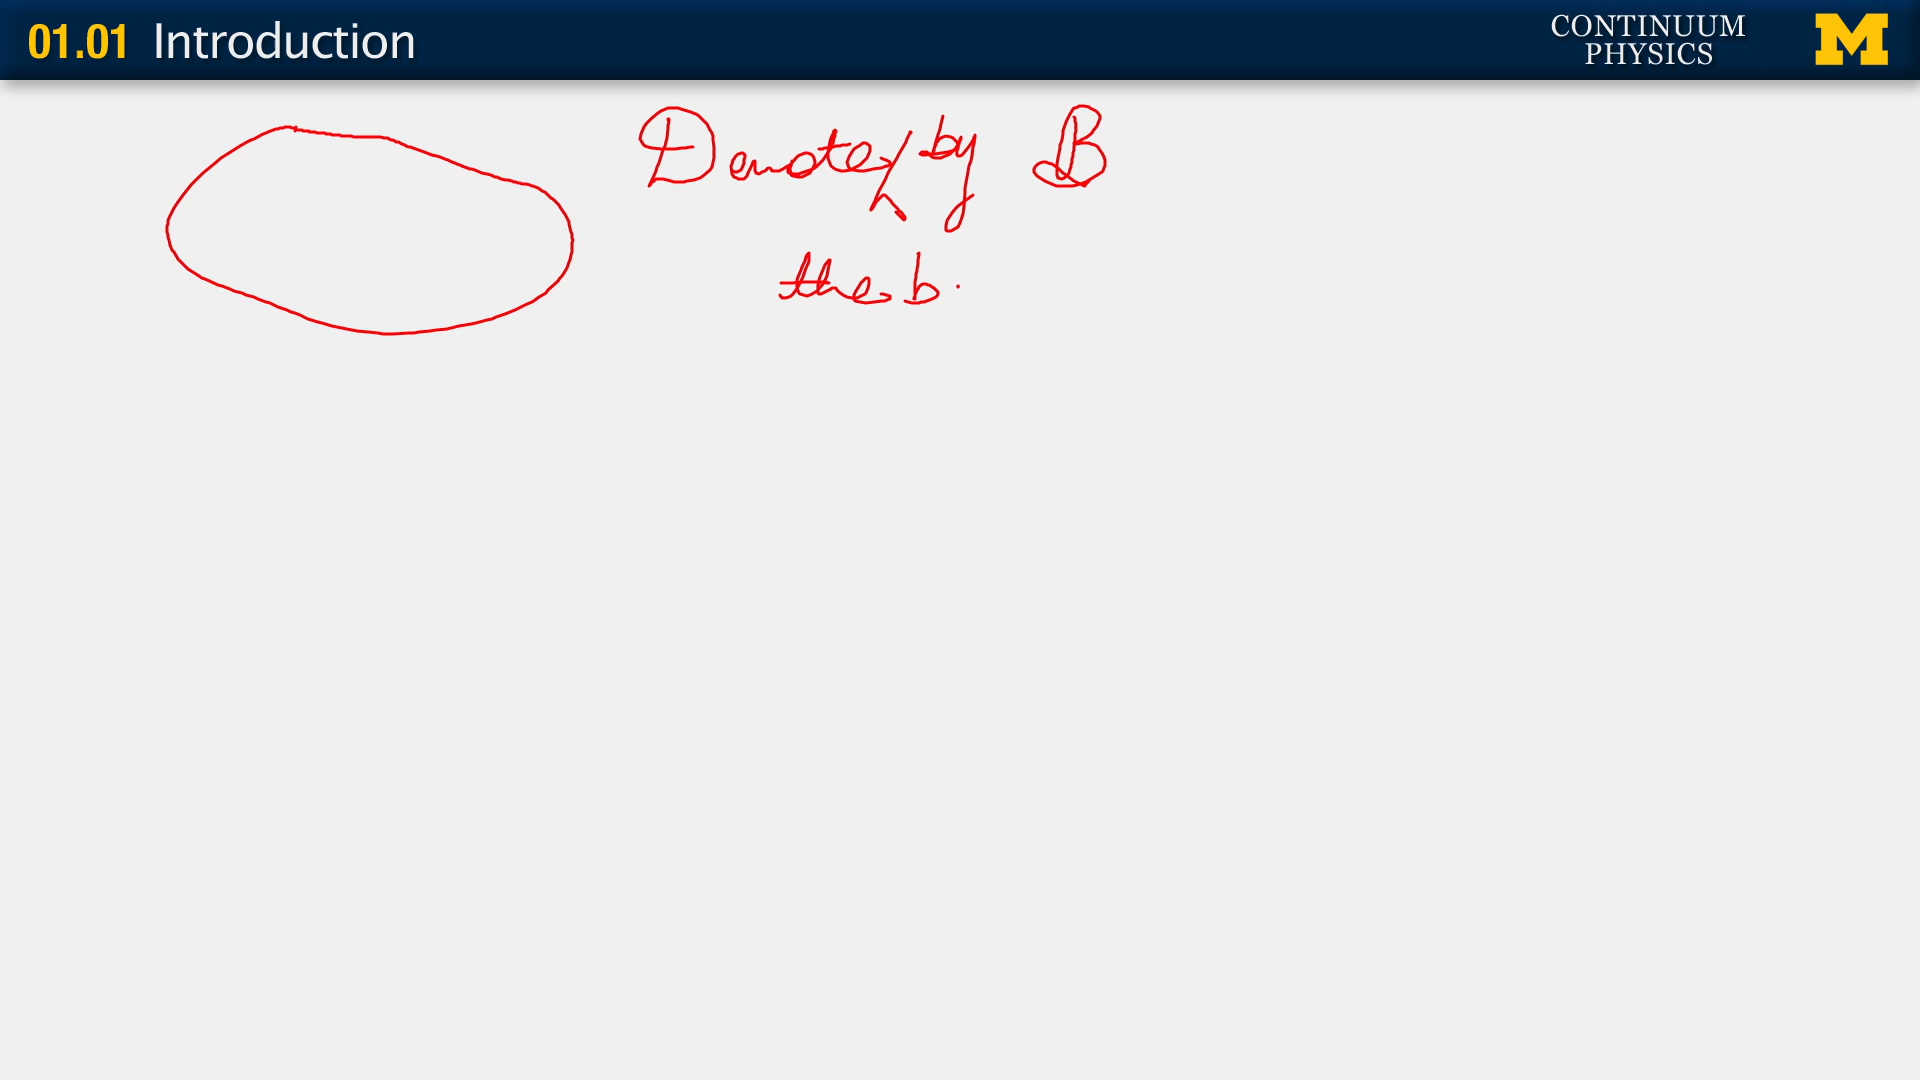 01.01 Introduction
CONTINUUM
PHYSICS
M
Denote by B
the b